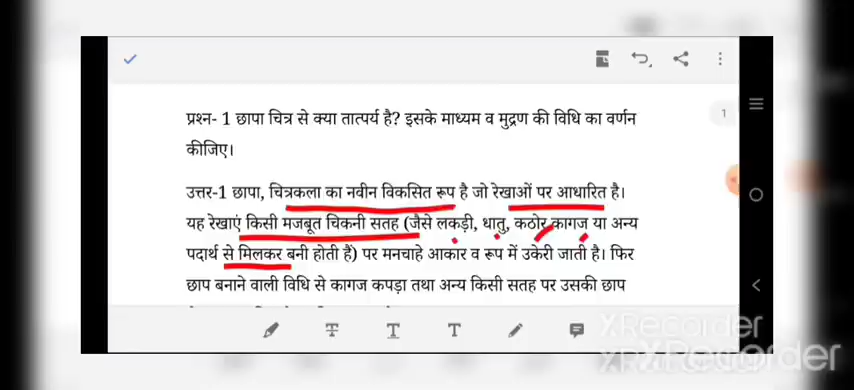 प्रश्न- 1 छापा चित्र से क्या तात्पर्य है? इसके माध्यम व मुद्रण की विधि का वर्णन
कीजिए।
1
उत्तर-1 छापा, चित्रकला का नवीन विकसित रूप है जो रेखाओं पर आधारित है।
यह रेखाएं किसी मजबूत चिकनी सतह (जैसे लकड़ी, धातु, कठोर कागज या अन्य
पदार्थ से मिलकर बनी होती हैं) पर मनचाहे आकार व रूप में उकेरी जाती है। फिर
छाप बनाने वाली विधि से कागज कपड़ा तथा अन्य किसी सतह पर उसकी छाप
T T T
XRecorder
XRecorder